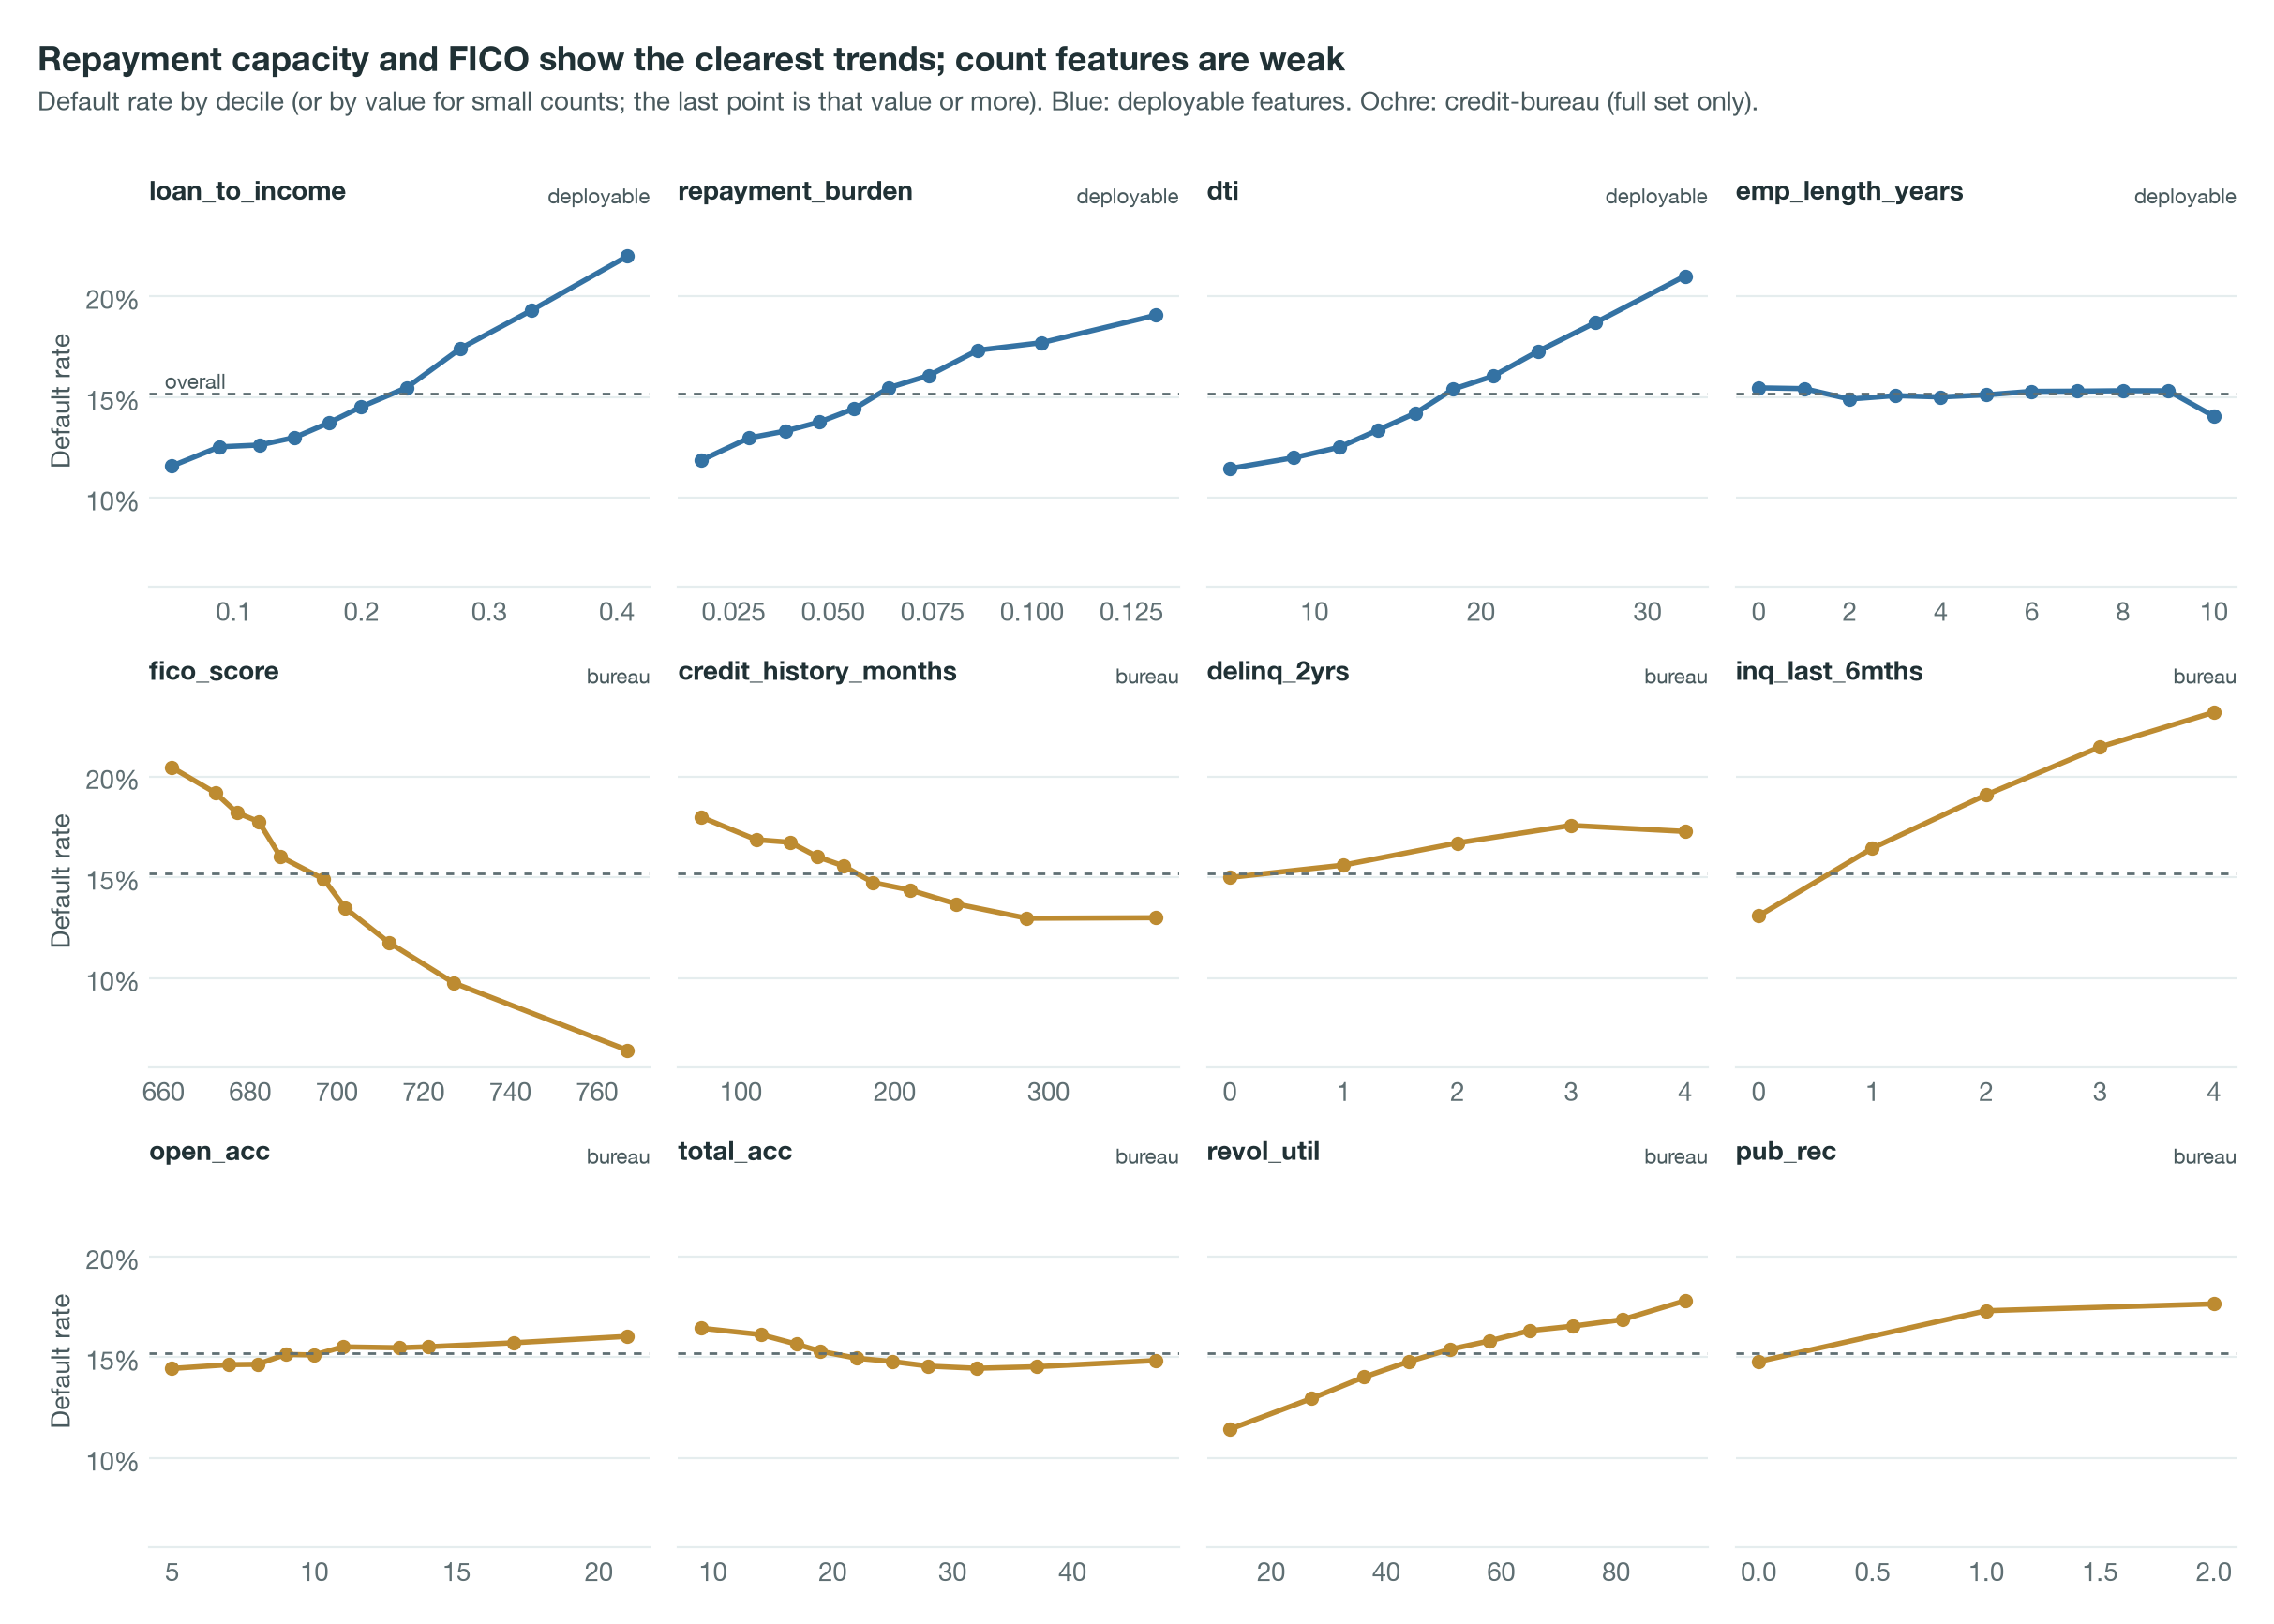 Repayment capacity and FICO show the clearest trends; count features are weak
Default rate by decile (or by value for small counts; the last point is that value or more). Blue: deployable features. Ochre: credit-bureau (full set only).
loan_to_income deployable
repayment_burden deployable
dti deployable
emp_length_years deployable
Default rate
20%
15%
10%
overall
0.1 0.2 0.3 0.4
0.025 0.050 0.075 0.100 0.125
10 20 30
0 2 4 6 8 10
fico_score bureau
credit_history_months bureau
delinq_2yrs bureau
inq_last_6mths bureau
Default rate
20%
15%
10%
660 680 700 720 740 760
100 200 300
0 1 2 3 4
0 1 2 3 4
open_acc bureau
total_acc bureau
revol_util bureau
pub_rec bureau
Default rate
20%
15%
10%
5 10 15 20
10 20 30 40
20 40 60 80
0.0 0.5 1.0 1.5 2.0